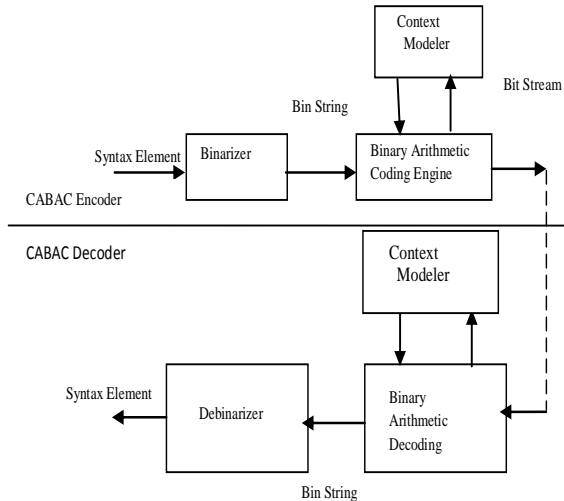 Context
Modeler
Bin String
Bit Stream
Syntax Element
Binarizer
Binary Arithmetic
Coding Engine
CABAC Encoder
CABAC Decoder
Context
Modeler
Syntax Element
Debinarizer
Binary
Arithmetic
Decoding
Bin String